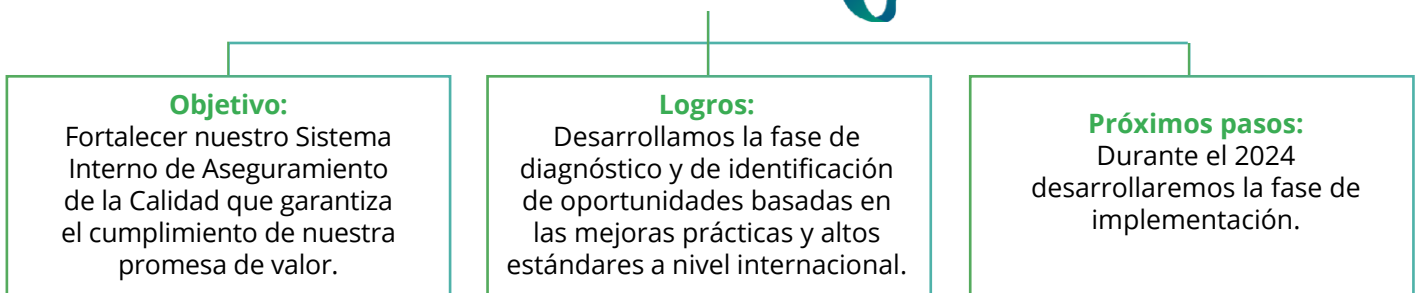 Objetivo:
Fortalecer nuestro Sistema
Interno de Aseguramiento
de la Calidad que garantiza
el cumplimiento de nuestra
promesa de valor.
Logros:
Desarrollamos la fase de
diagnóstico y de identificación
de oportunidades basadas en
las mejoras prácticas y altos
estándares a nivel internacional.
Próximos pasos:
Durante el 2024
desarrollaremos la fase de
implementación.